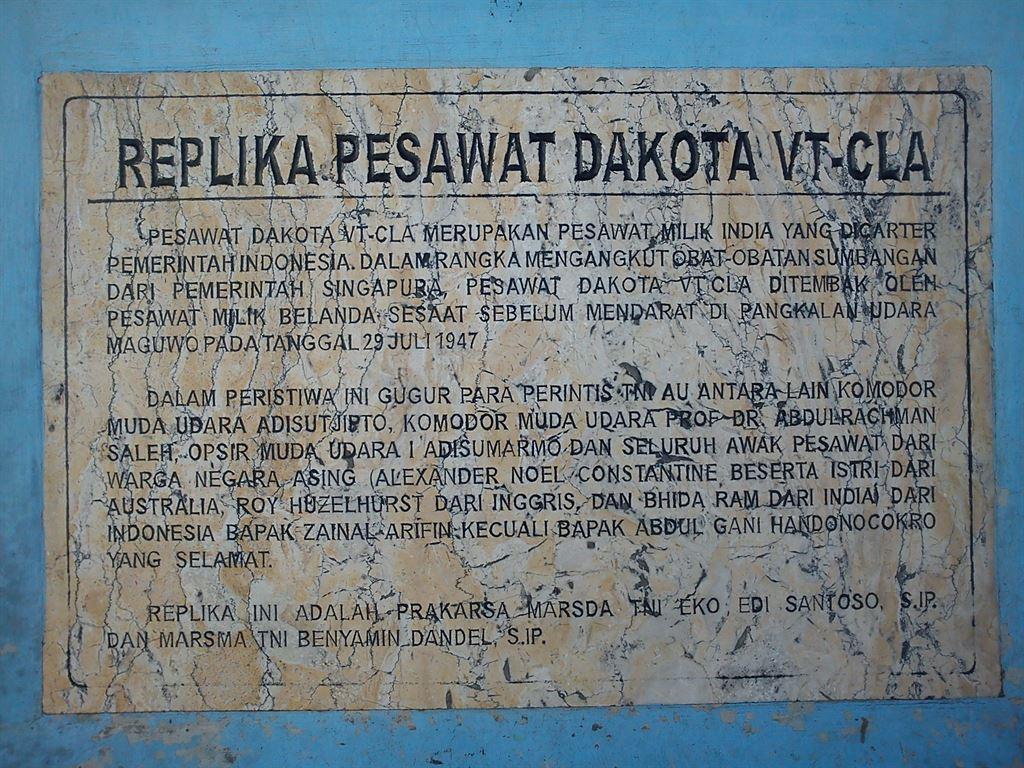 REPLIKA PESAWAT DAKOTA VT-CLA
PESAWAT DAKOTA VT-CLA MERUPAKAN PESAWAT MILIK INDIA YANG DICARTER
PEMERINTAH INDONESIA. DALAM RANGKA MENGANGKUT OBAT-OBATAN SUMBANGAN
DARI PEMERINTAH SINGAPURA, PESAWAT DAKOTA VT CLA DITEMBAK OLEH
PESAWAT MILIK BELANDA SESAAT SEBELUM MENDARAT DI PANGKALAN UDARA
MAGUWO PADA TANGGAL 29 JULI 1947
DALAM PERISTIWA INI GUGUR PARA PERINTIS TNI AU ANTARA LAIN KOMODOR
MUDA UDARA ADISUTJIPTO, KOMODOR MUDA UDARA PROF DR. ABDULRACHMAN
SALEH, OPSIR MUDA UDARA I ADISUMARMO DAN SELURUH AWAK PESAWAT DARI
WARGA NEGARA ASING (ALEXANDER NOEL CONSTANTINE BESERTA ISTRI DARI
AUSTRALIA, ROY HUZELHURST DARI INGGRIS, DAN BHIDA RAM DARI INDIA) DARI
INDONESIA BAPAK ZAINAL ARIFIN KECUALI BAPAK ABDUL GANI HANDONOCOKRO
YANG SELAMAT.
REPLIKA INI ADALAH PRAKARSA MARSDA TNI EKO EDI SANTOSO, S.IP.
DAN MARSMA TNI BENYAMIN DANDEL, S.IP.